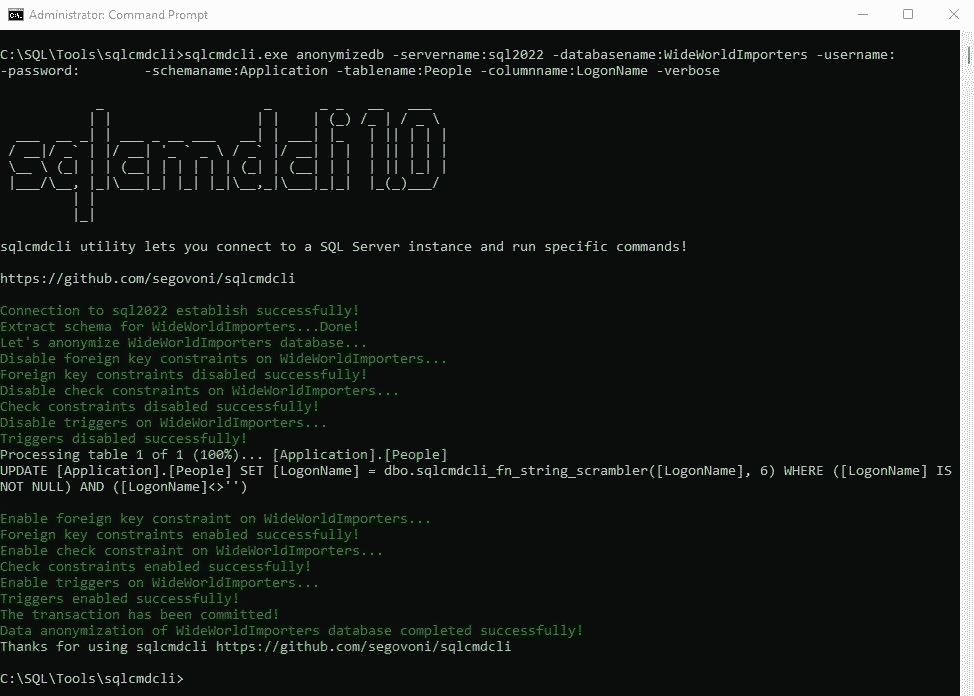 Administrator: Command Prompt
C:\SQL\Tools\sqlcmdcli>sqlcmdcli.exe anonymizedb -servername:sql2022 -databasename:WideWorldImporters -username:
-password: -schemaname:Application -tablename:People -columnname:LogonName -verbose
sqlcmdcli 1.0
sqlcmdcli utility lets you connect to a SQL Server instance and run specific commands!
https://github.com/segovoni/sqlcmdcli
Connection to sql2022 establish successfully!
Extract schema for WideWorldImporters...Done!
Let's anonymize WideWorldImporters database...
Disable foreign key constraints on WideWorldImporters...
Foreign key constraints disabled successfully!
Disable check constraints on WideWorldImporters...
Check constraints disabled successfully!
Disable triggers on WideWorldImporters...
Triggers disabled successfully!
Processing table 1 of 1 (100%)... [Application].[People]
UPDATE [Application].[People] SET [LogonName] = dbo.sqlcmdcli_fn_string_scrambler([LogonName], 6) WHERE ([LogonName] IS
NOT NULL) AND ([LogonName]<>'')
Enable foreign key constraint on WideWorldImporters...
Foreign key constraints enabled successfully!
Enable check constraint on WideWorldImporters...
Check constraints enabled successfully!
Enable triggers on WideWorldImporters...
Triggers enabled successfully!
The transaction has been committed!
Data anonymization of WideWorldImporters database completed successfully!
Thanks for using sqlcmdcli https://github.com/segovoni/sqlcmdcli
C:\SQL\Tools\sqlcmdcli>